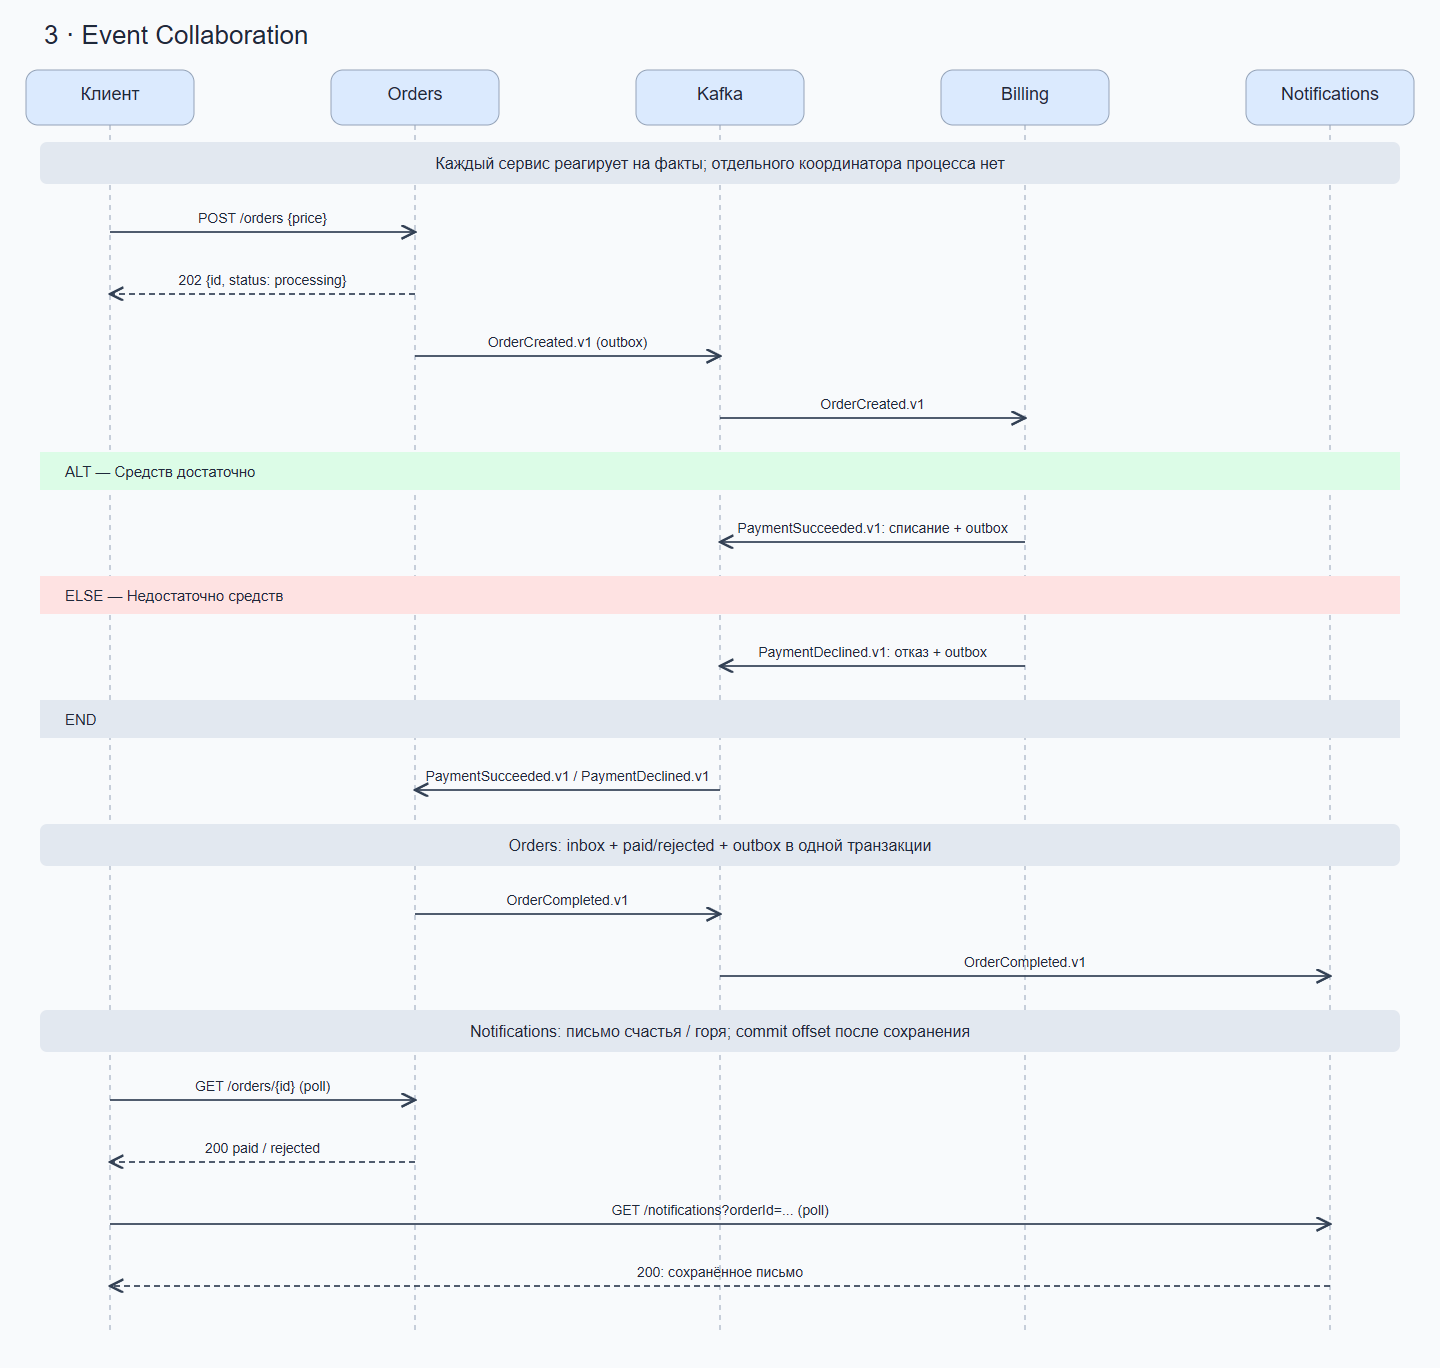 3 · Event Collaboration
Клиент
Orders
Kafka
Billing
Notifications
Каждый сервис реагирует на факты; отдельного координатора процесса нет
POST /orders {price}
202 {id, status: processing}
OrderCreated.v1 (outbox)
OrderCreated.v1
ALT — Средств достаточно
PaymentSucceeded.v1: списание + outbox
ELSE — Недостаточно средств
PaymentDeclined.v1: отказ + outbox
END
PaymentSucceeded.v1 / PaymentDeclined.v1
Orders: inbox + paid/rejected + outbox в одной транзакции
OrderCompleted.v1
OrderCompleted.v1
Notifications: письмо счастья / горя; commit offset после сохранения
GET /orders/{id} (poll)
200 paid / rejected
GET /notifications?orderId=... (poll)
200: сохранённое письмо